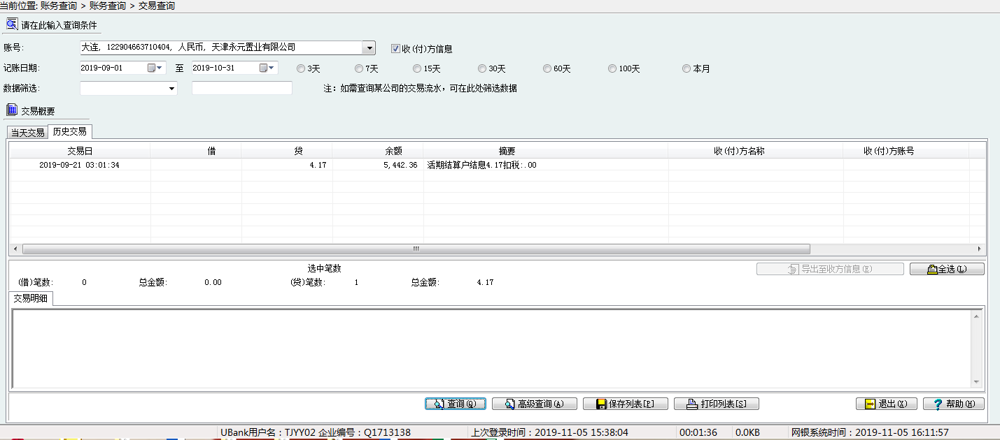 当前位置: 账务查询 > 账务查询 > 交易查询
请在此输入查询条件
账号: 大连, 122904663710404, 人民币, 天津永元置业有限公司 收(付)方信息
记账日期: 2019-09-01 至 2019-10-31 3天 7天 15天 30天 60天 100天 本月
数据筛选: 注: 如需查询某公司的交易流水，可在此处筛选数据
交易概要
当天交易 历史交易
交易日 借 贷 余额 摘要 收(付)方名称 收(付)方账号
2019-09-21 03:01:34 4.17 5,442.36 活期结算户结息4.17扣税:.00
选中笔数 导出至收方信息(E) 全选(L)
(借)笔数: 0 总金额: 0.00 (贷)笔数: 1 总金额: 4.17
交易明细
查询(Q) 高级查询(A) 保存列表[P] 打印列表[S] 退出(X) 帮助(H)
UBank用户名：TJYY02 企业编号：Q1713138 上次登录时间：2019-11-05 15:38:04 00:01:36 0.0KB 网银系统时间：2019-11-05 16:11:57